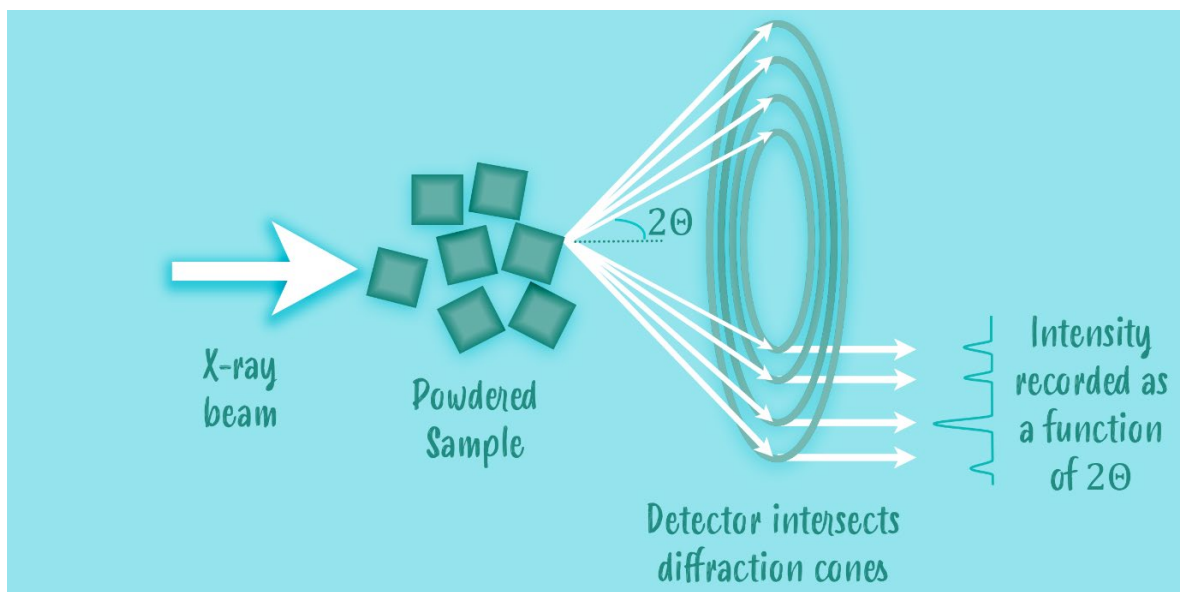 2Θ
X-ray
beam
Powdered
Sample
Intensity
recorded as
a function
of 2Θ
Detector intersects
diffraction cones